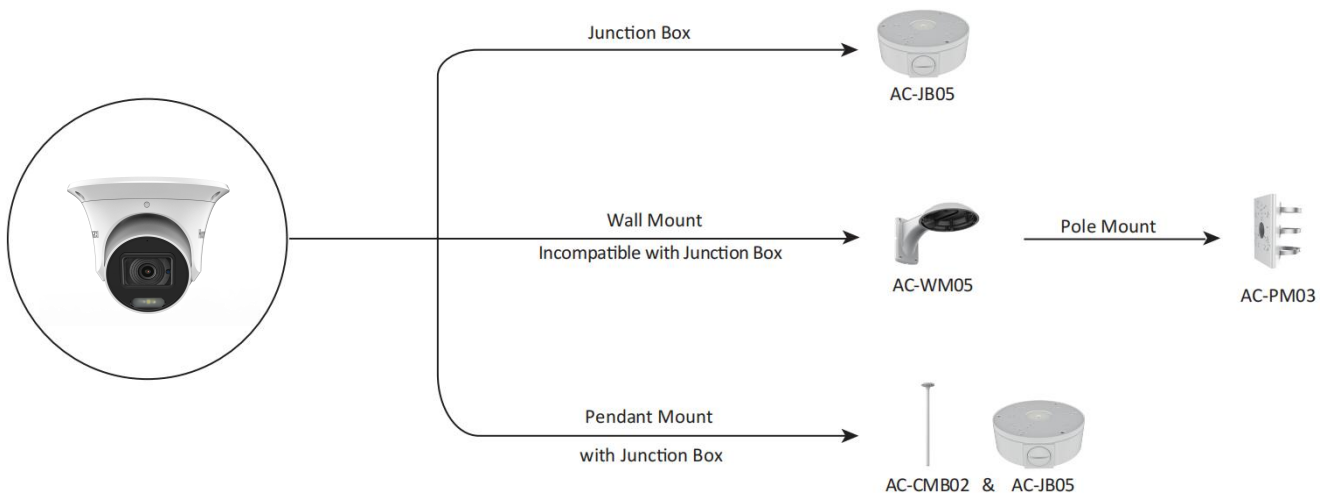 Junction Box
AC-JB05
Wall Mount
Incompatible with Junction Box
AC-WM05
Pole Mount
AC-PM03
Pendant Mount
with Junction Box
AC-CMB02 & AC-JB05